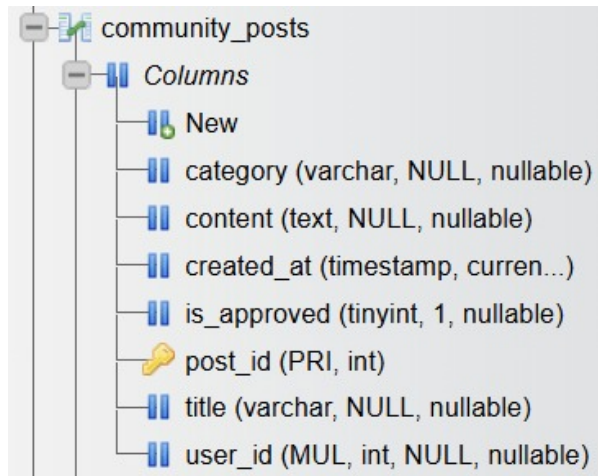 community_posts
Columns
New
category (varchar, NULL, nullable)
content (text, NULL, nullable)
created_at (timestamp, curren...)
is_approved (tinyint, 1, nullable)
post_id (PRI, int)
title (varchar, NULL, nullable)
user_id (MUL, int, NULL, nullable)